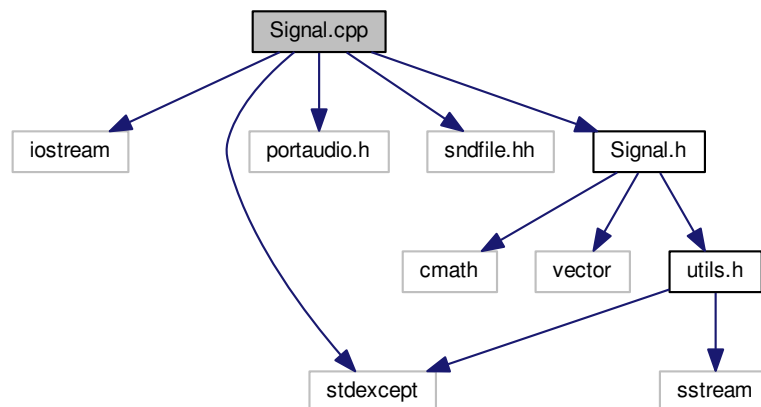 Signal.cpp
iostream
portaudio.h
sndfile.hh
Signal.h
cmath
vector
utils.h
stdexcept
sstream